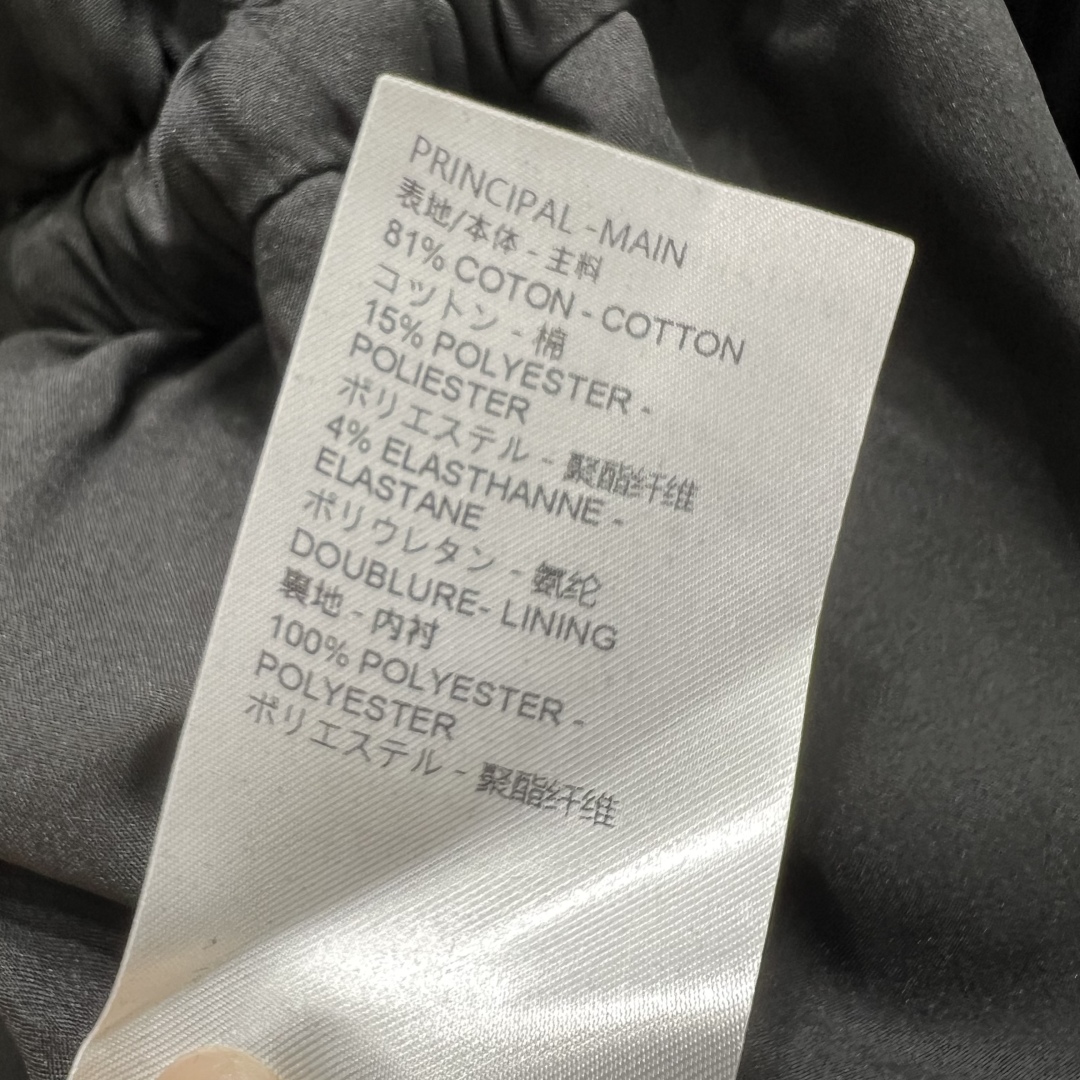 PRINCIPAL -MAIN
表地/本体 - 主料
81% COTON - COTTON
コットン - 棉
15% POLYESTER -
POLIESTER
ポリエステル - 聚酯纤维
4% ELASTHANNE -
ELASTANE
ポリウレタン - 氨纶
DOUBLURE- LINING
裏地 - 内衬
100% POLYESTER -
POLYESTER
ポリエステル - 聚酯纤维